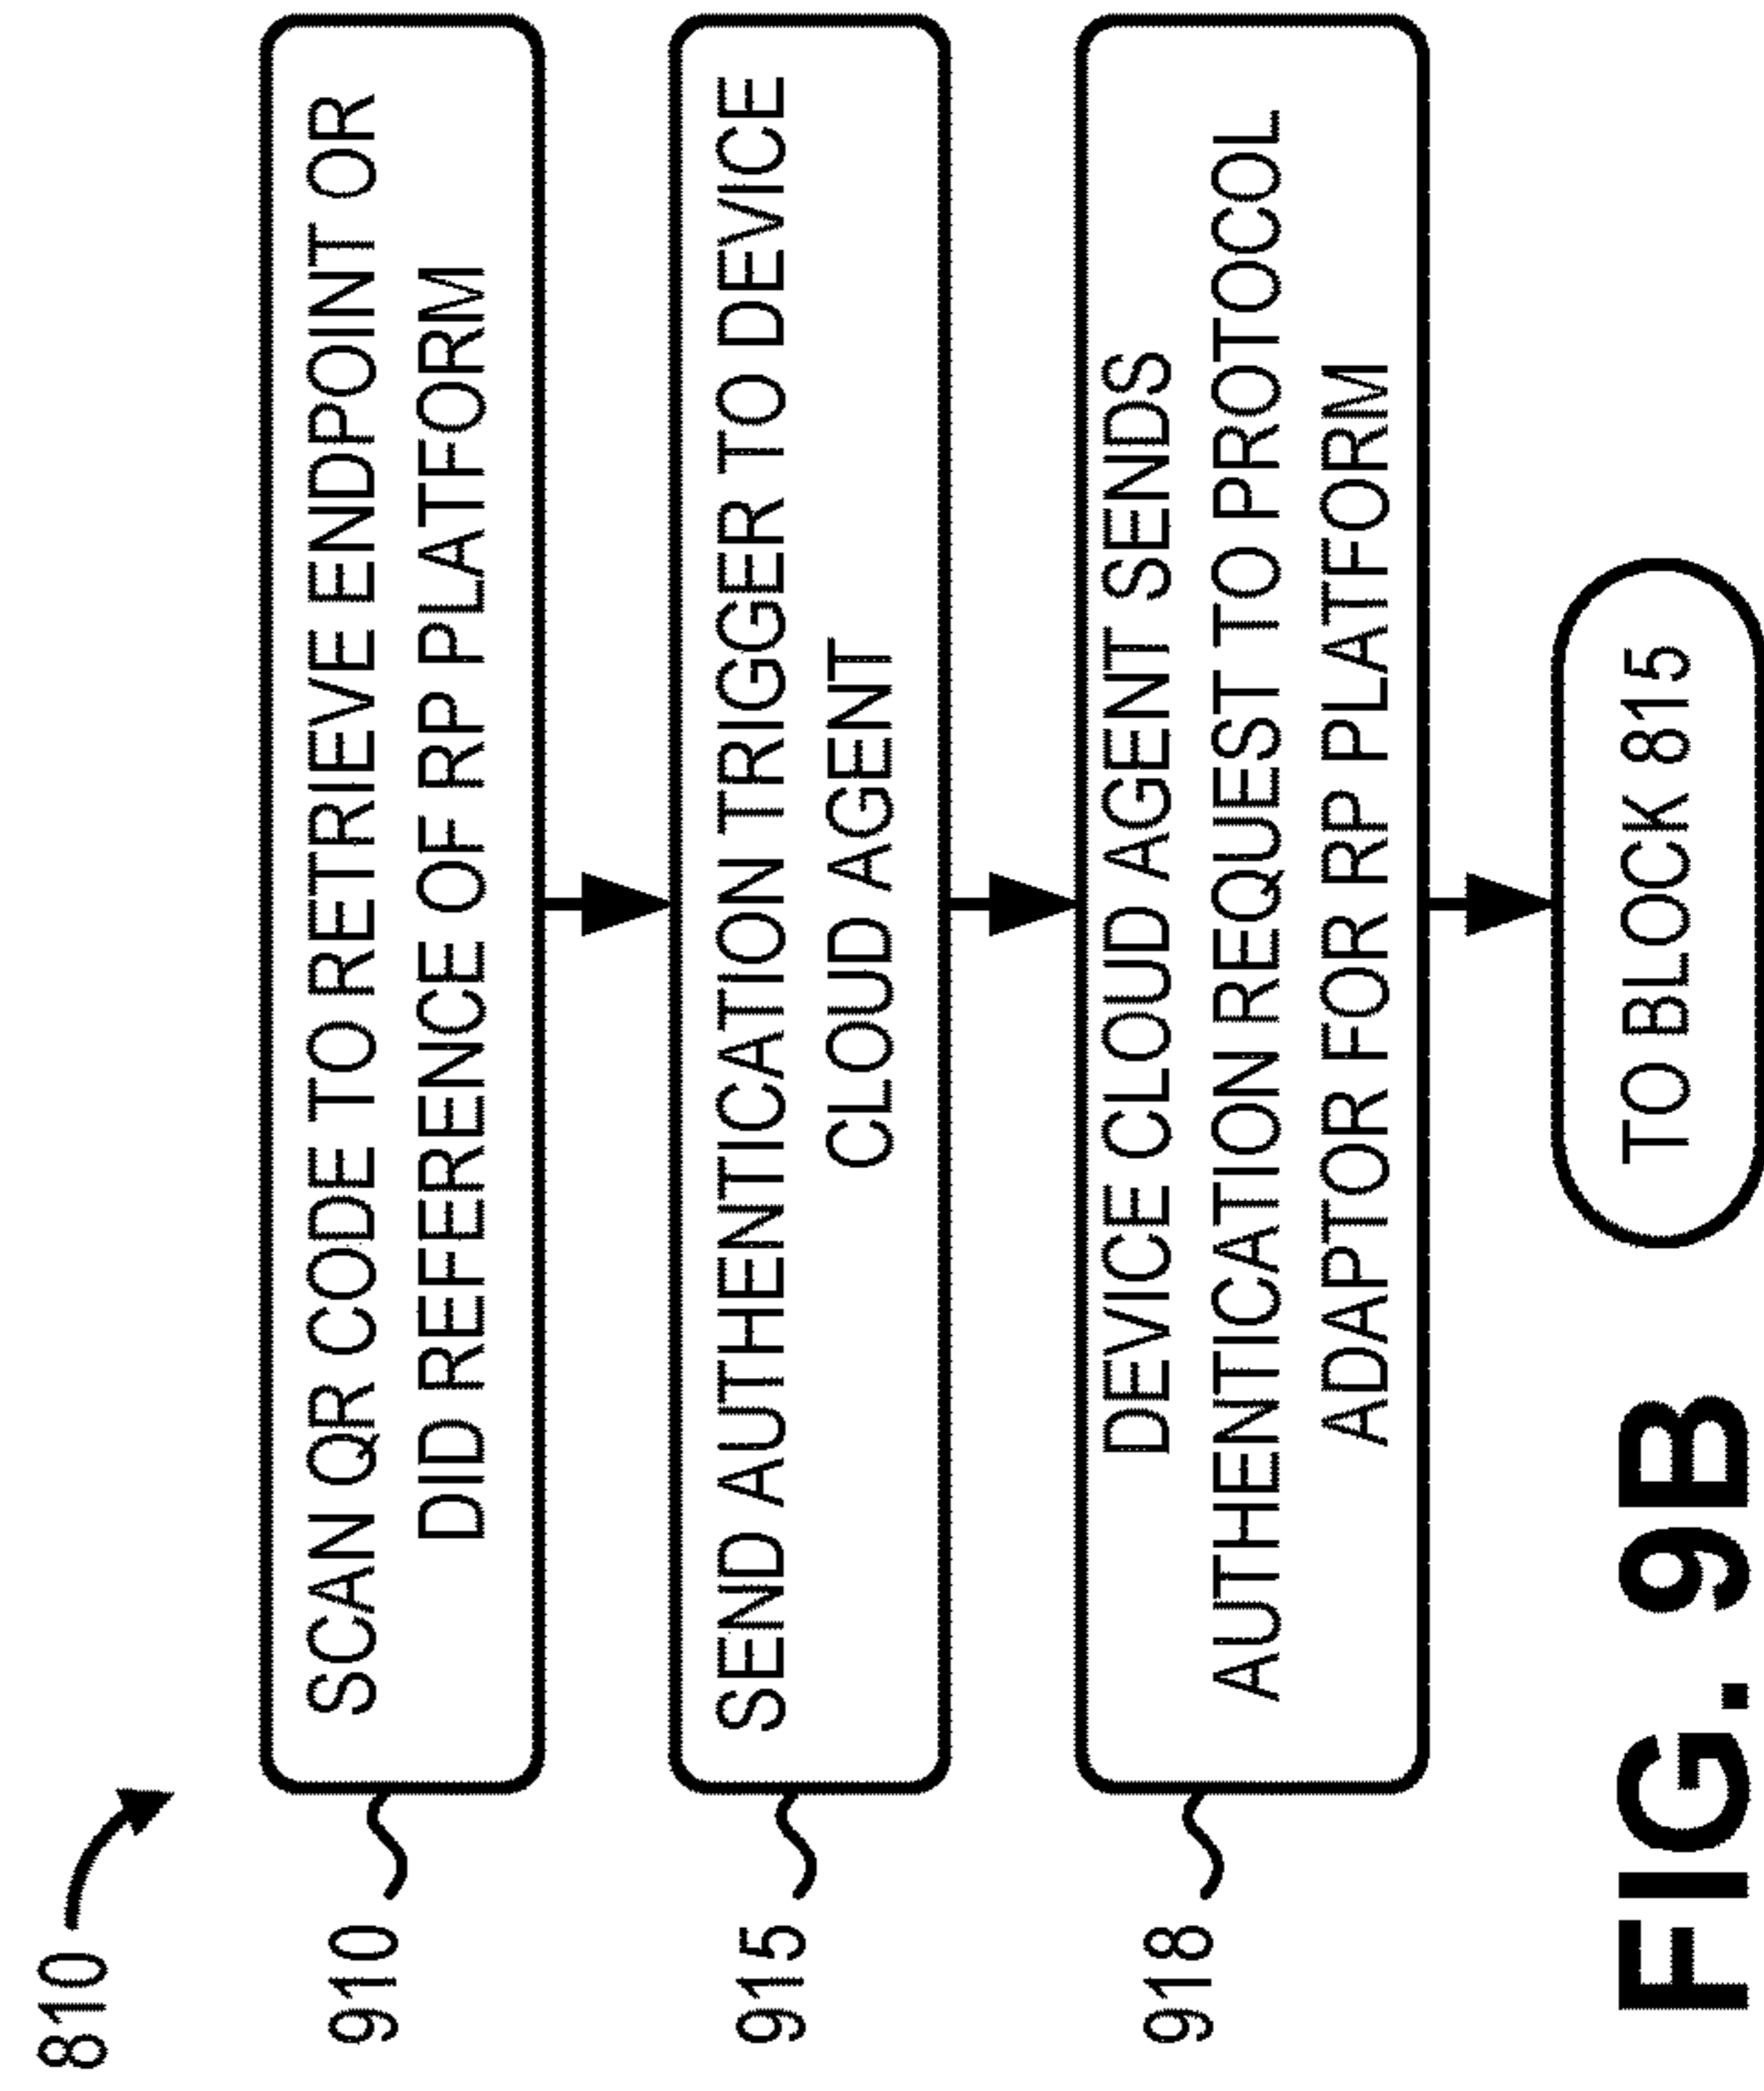 810
910
SCAN QR CODE TO RETRIEVE ENDPOINT OR
DID REFERENCE OF RP PLATFORM
915
SEND AUTHENTICATION TRIGGER TO DEVICE
CLOUD AGENT
918
DEVICE CLOUD AGENT SENDS
AUTHENTICATION REQUEST TO PROTOCOL
ADAPTOR FOR RP PLATFORM
TO BLOCK 815
FIG. 9B